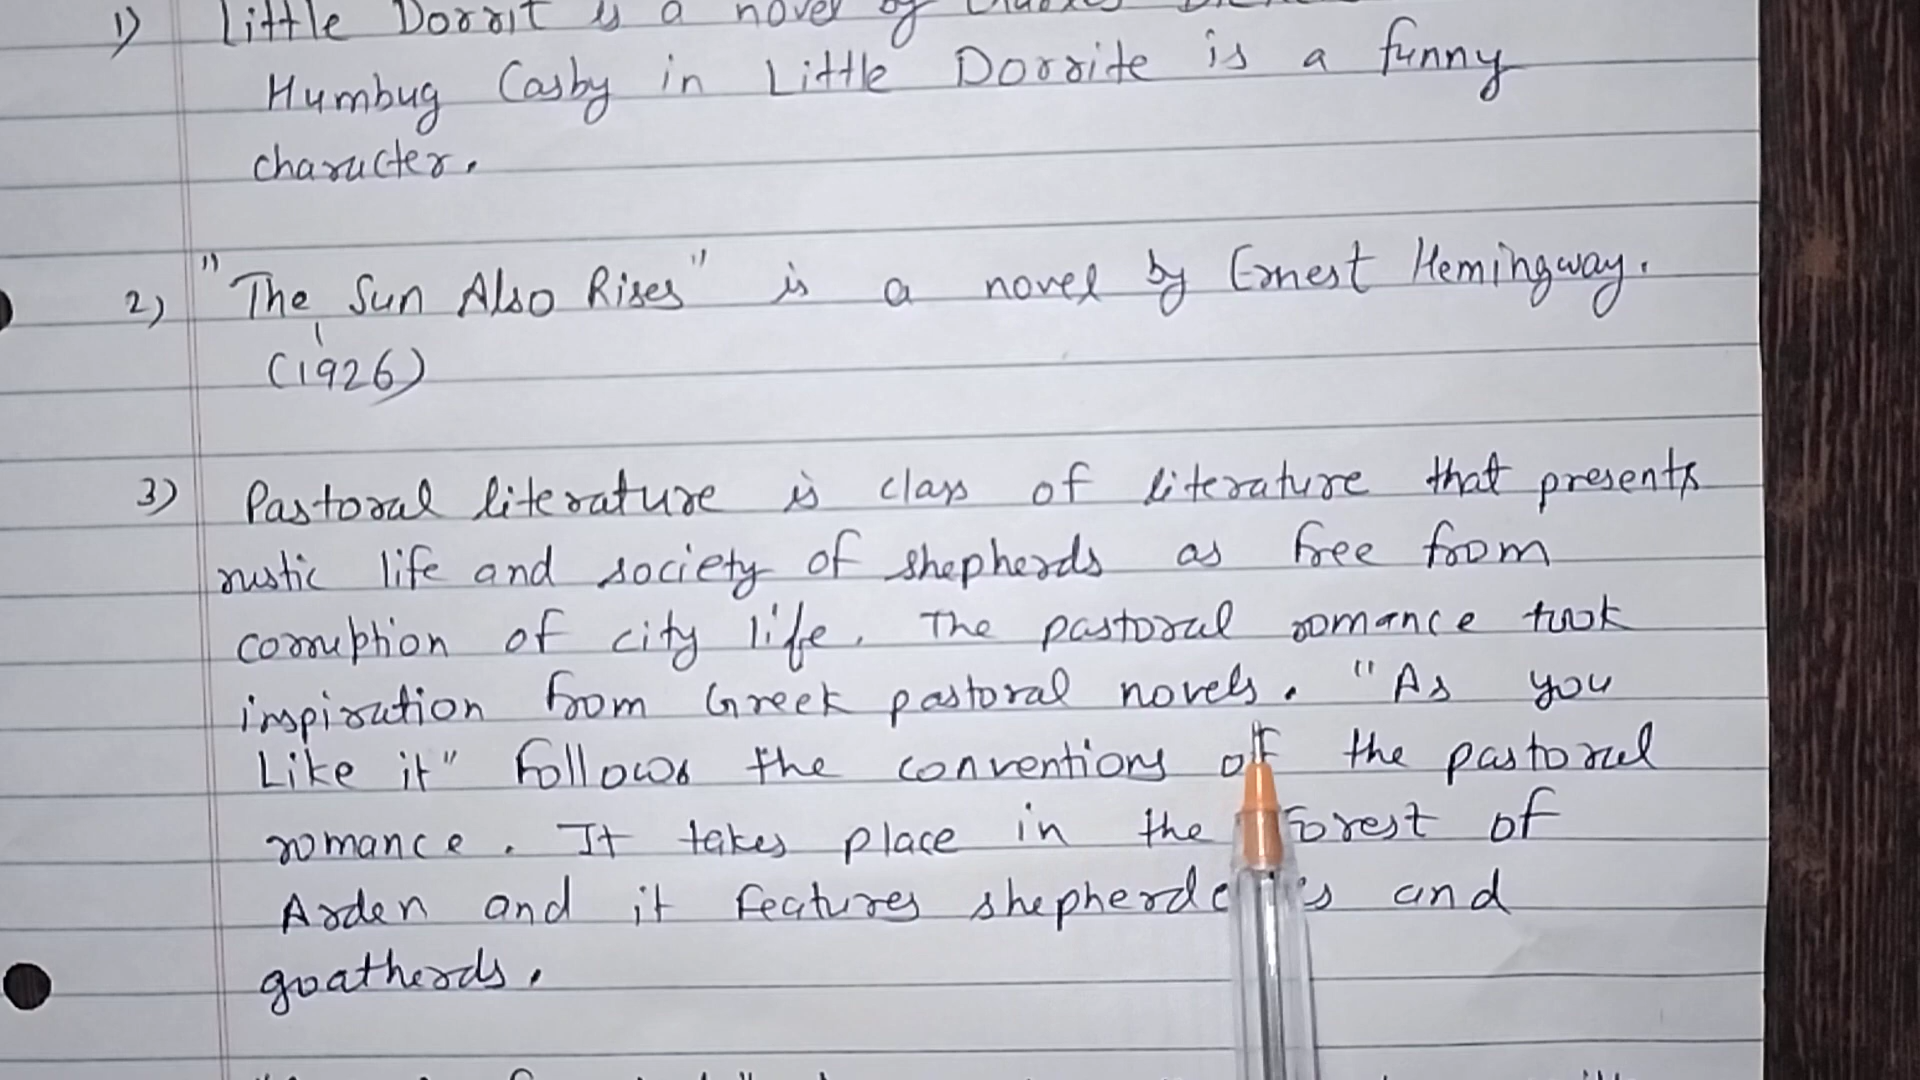 1) Little Dorrit is a novel by Charles
Humbug Casby in Little Dorrite is a funny
character.
2) "The Sun Also Rises" is a novel by Ernest Hemingway.
(1926)
3) Pastoral literature is class of literature that presents
rustic life and society of shepherds as free from
corruption of city life. The pastoral romance took
inspiration from Greek pastoral novels. "As you
Like it" follows the conventions of the pastoral
romance. It takes place in the forest of
Arden and it features and
goatherds.